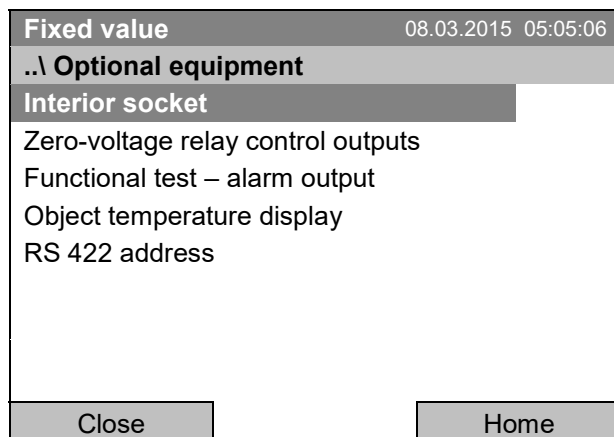 Fixed value 08.03.2015 05:05:06
..\ Optional equipment
Interior socket
Zero-voltage relay control outputs
Functional test – alarm output
Object temperature display
RS 422 address
Close Home